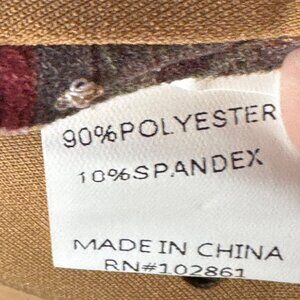 90%POLYESTER
10%SPANDEX
MADE IN CHINA
RN#102861